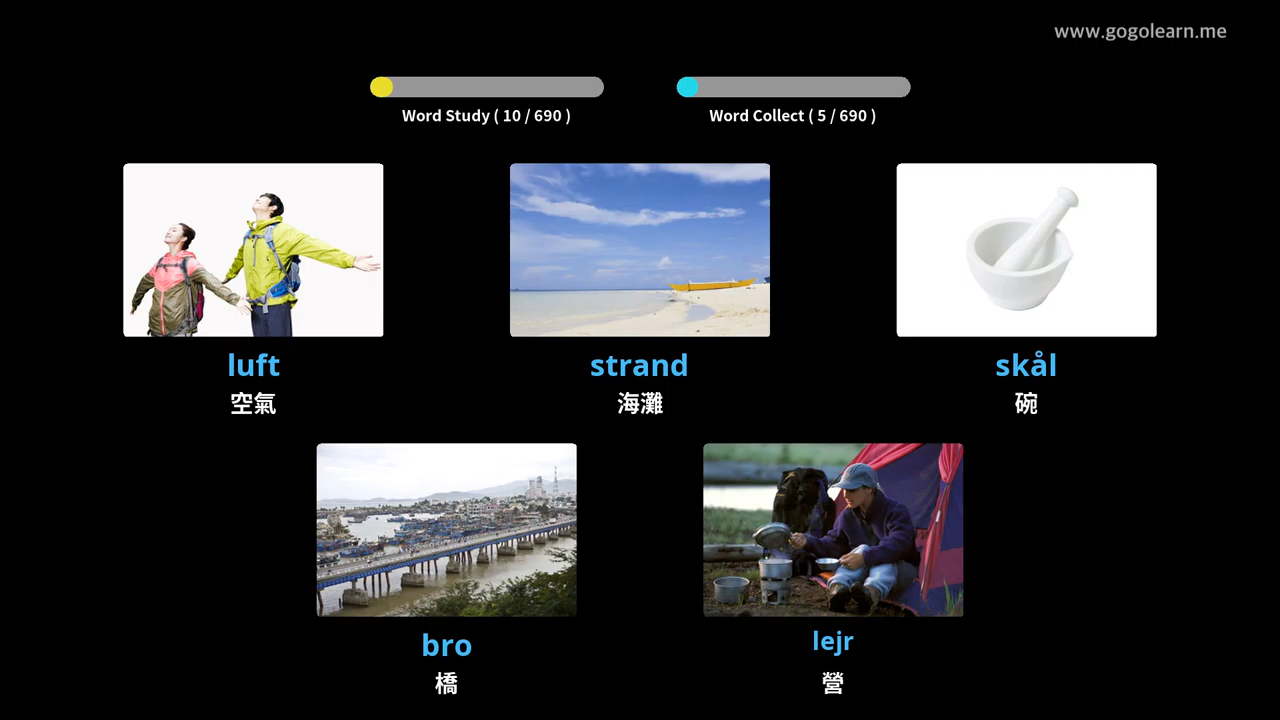 www.gogolearn.me
Word Study ( 10 / 690 )
Word Collect ( 5 / 690 )
luft
空氣
strand
海灘
skål
碗
bro
橋
lejr
營